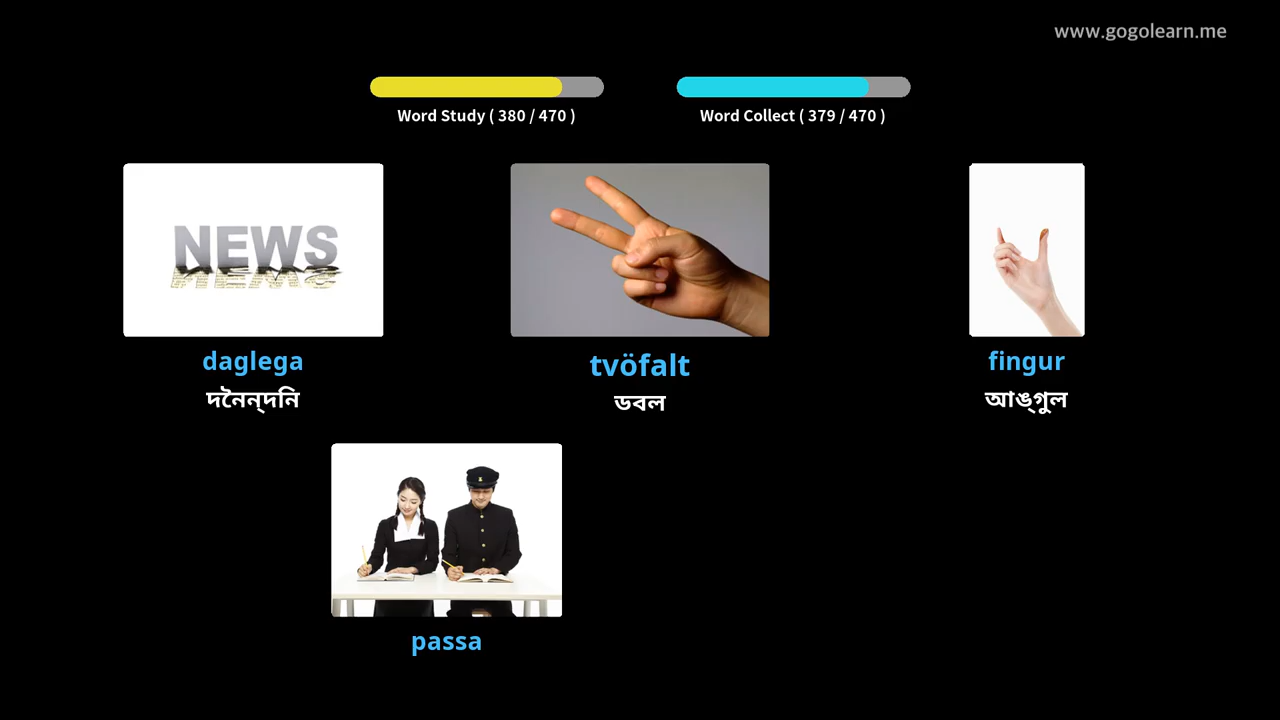 www.gogolearn.me
Word Study ( 380 / 470 )
Word Collect ( 379 / 470 )
NEWS
daglega
দৈনন্দিন
tvöfalt
ডবল
fingur
আঙ্গুল
passa